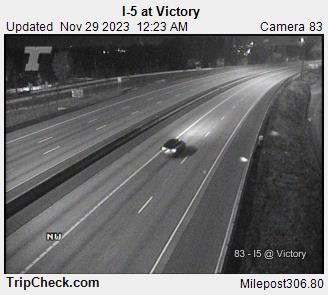 I-5 at Victory
Updated Nov 29 2023 12:23 AM Camera 83
T
NW
83 - I5 @ Victory
TripCheck.com Milepost306.80